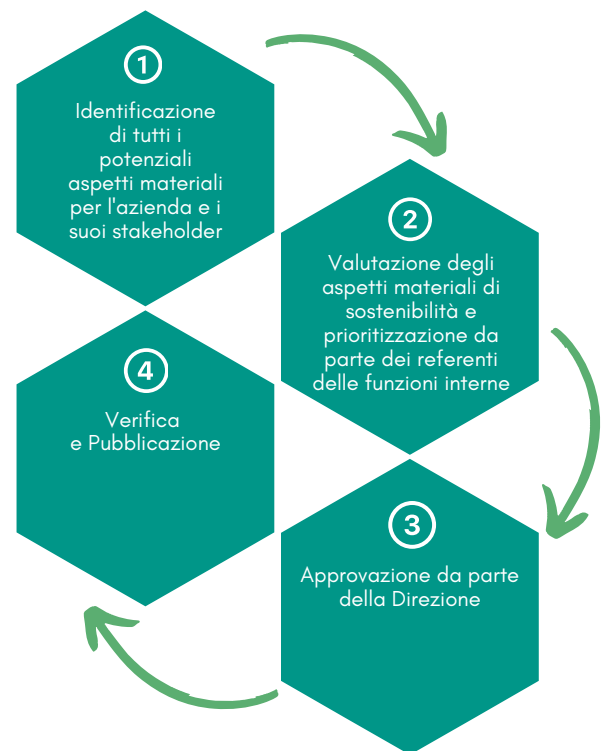 1
Identificazione
di tutti i
potenziali
aspetti materiali
per l'azienda e i
suoi stakeholder
2
Valutazione degli
aspetti materiali di
sostenibilità e
prioritizzazione da
parte dei referenti
delle funzioni interne
3
Approvazione da parte
della Direzione
4
Verifica
e Pubblicazione